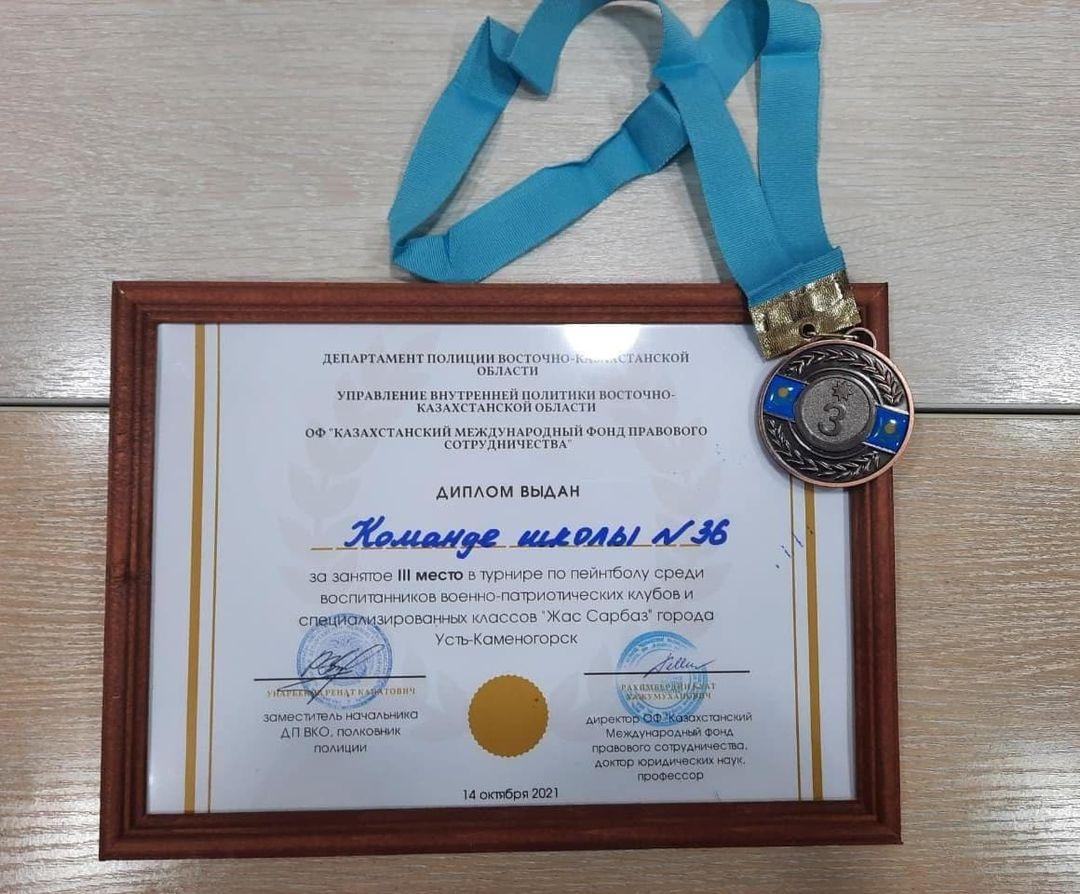 ДЕПАРТАМЕНТ ПОЛИЦИИ ВОСТОЧНО-КАЗАХСТАНСКОЙ
ОБЛАСТИ
УПРАВЛЕНИЕ ВНУТРЕННЕЙ ПОЛИТИКИ ВОСТОЧНО-
КАЗАХСТАНСКОЙ ОБЛАСТИ
ОФ "КАЗАХСТАНСКИЙ МЕЖДУНАРОДНЫЙ ФОНД ПРАВОВОГО
СОТРУДНИЧЕСТВА"
ДИПЛОМ ВЫДАН
Команде школы N 36
за занятое III место в турнире по пейнтболу среди
воспитанников военно-патриотических клубов и
специализированных классов "Жас Сарбаз" города
Усть-Каменогорск
РЕНАТ КАНАТОВИЧ
заместитель начальника
ДП ВКО, полковник
полиции
директор ОФ "Казахстанский
Международный фонд
правового сотрудничества,
доктор юридических наук,
профессор
14 октября 2021
3